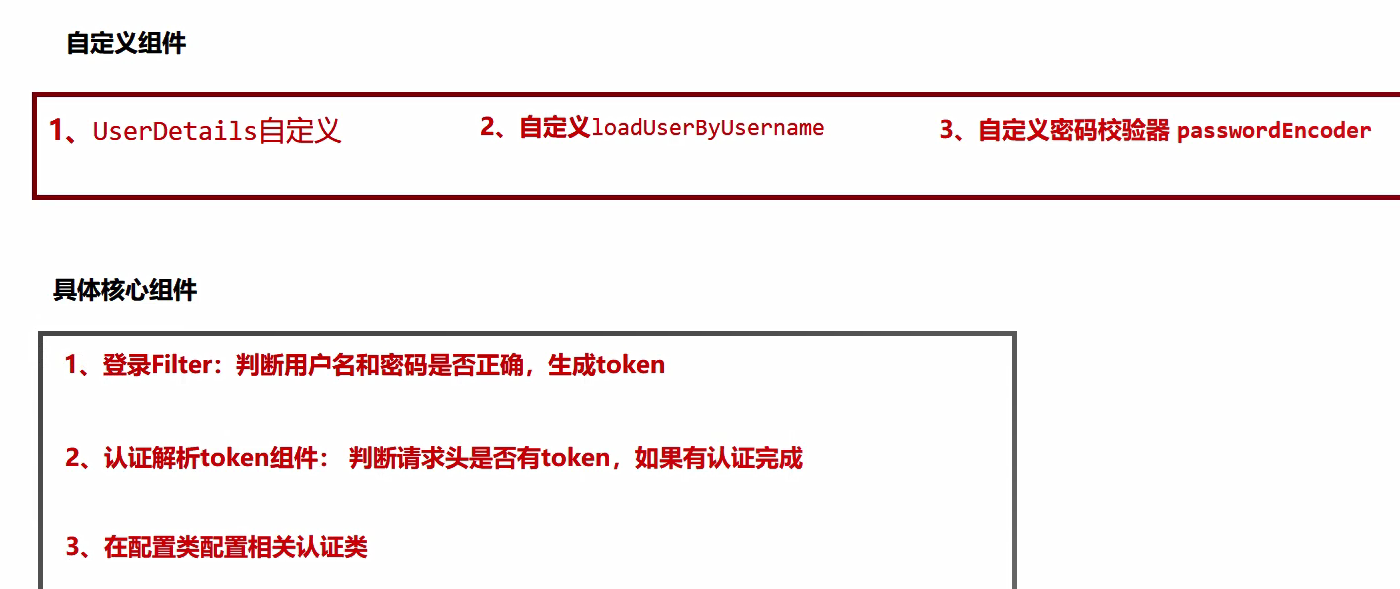 自定义组件
1、UserDetails自定义 2、自定义loadUserByUsername 3、自定义密码校验器 passwordEncoder
具体核心组件
1、登录Filter：判断用户名和密码是否正确，生成token
2、认证解析token组件： 判断请求头是否有token，如果有认证完成
3、在配置类配置相关认证类